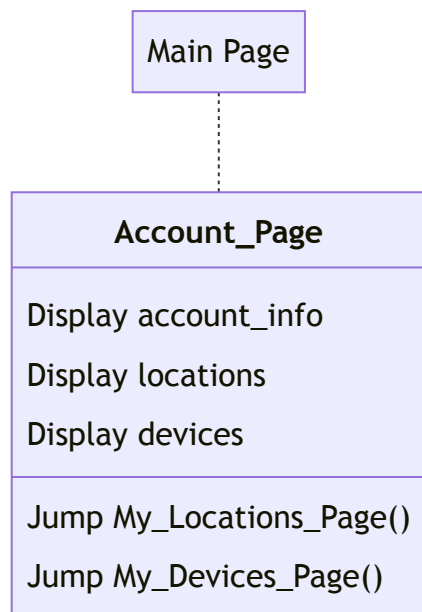 Main Page
Account_Page
Display account_info
Display locations
Display devices
Jump My_Locations_Page()
Jump My_Devices_Page()